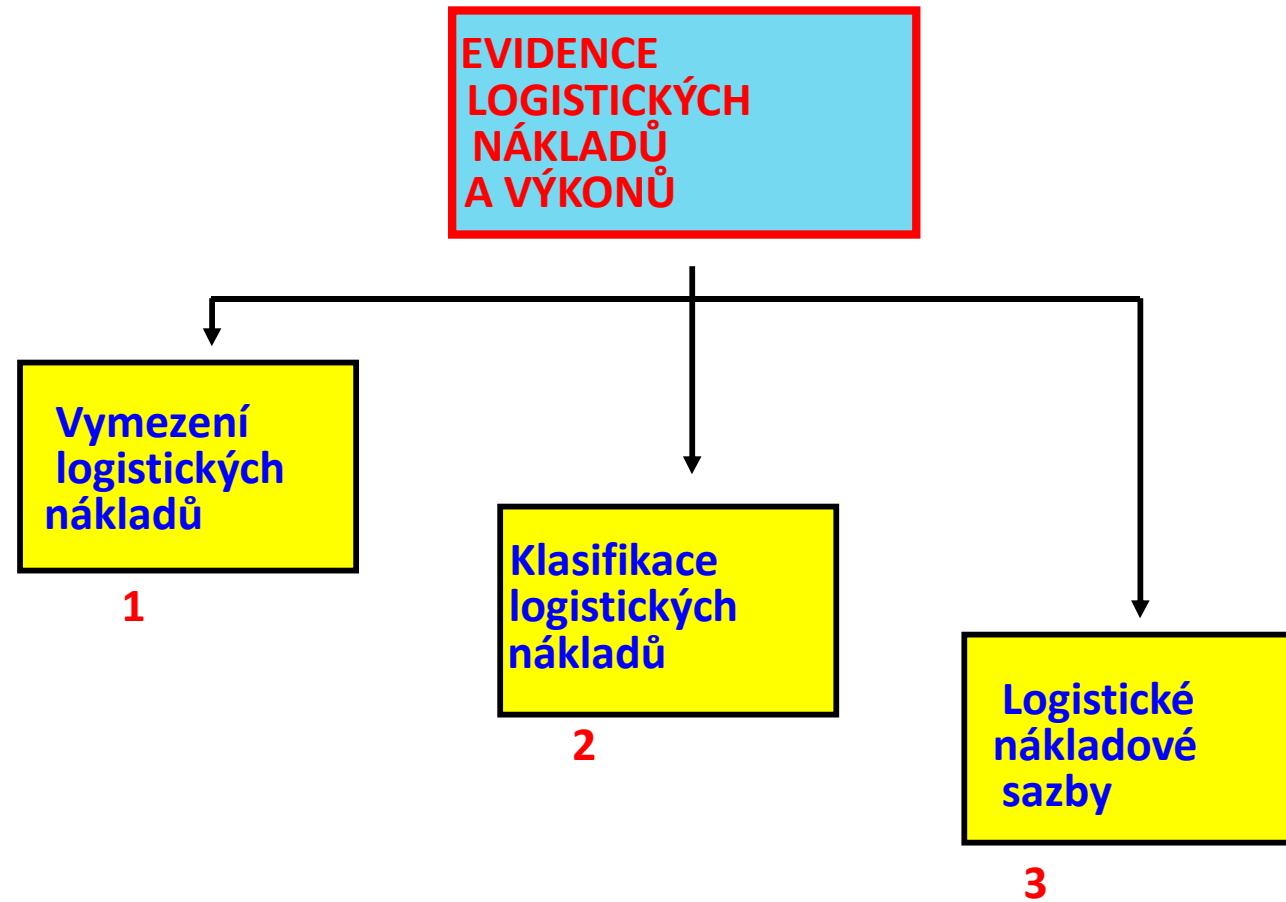 EVIDENCE
LOGISTICKÝCH
NÁKLADŮ
A VÝKONŮ
Vymezení
logistických
nákladů
1
Klasifikace
logistických
nákladů
2
Logistické
nákladové
sazby
3